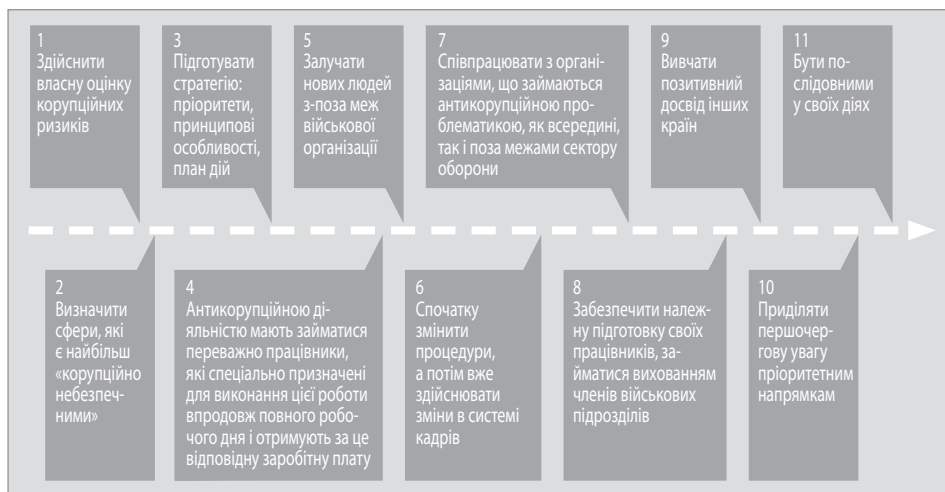 1
Здійснити
власну оцінку
корупційних
ризиків
3
Підготувати
стратегію:
пріоритети,
принципові
особливості,
план дій
5
Залучати
нових людей
з-поза меж
військової
організації
7
Співпрацювати з органі-
заціями, що займаються
антикорупційною про-
блематикою, як всередині,
так і поза межами сектору
оборони
9
Вивчати
позитивний
досвід інших
країн
11
Бути по-
слідовними
у своїх діях
2
Визначити
сфери, які
є найбільш
«корупційно
небезпеч-
ними»
4
Антикорупційною ді-
яльністю мають займатися
переважно працівники,
які спеціально призначені
для виконання цієї роботи
впродовж повного робо-
чого дня і отримують за це
відповідну заробітну плату
6
Спочатку
змінити
процедури,
а потім вже
здійснювати
зміни в системі
кадрів
8
Забезпечити належ-
ну підготовку своїх
працівників, за-
йматися вихованням
членів військових
підрозділів
10
Приділяти
першочер-
гову увагу
пріоритетним
напрямкам